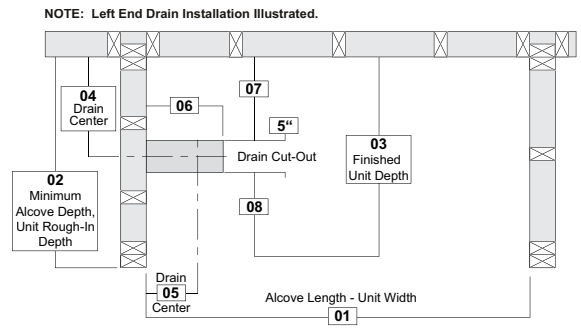 NOTE: Left End Drain Installation Illustrated.
04
Drain
Center
06
07
5“
Drain Cut-Out
03
Finished
Unit Depth
02
Minimum
Alcove Depth,
Unit Rough-In
Depth
08
Drain
05
Center
Alcove Length - Unit Width
01